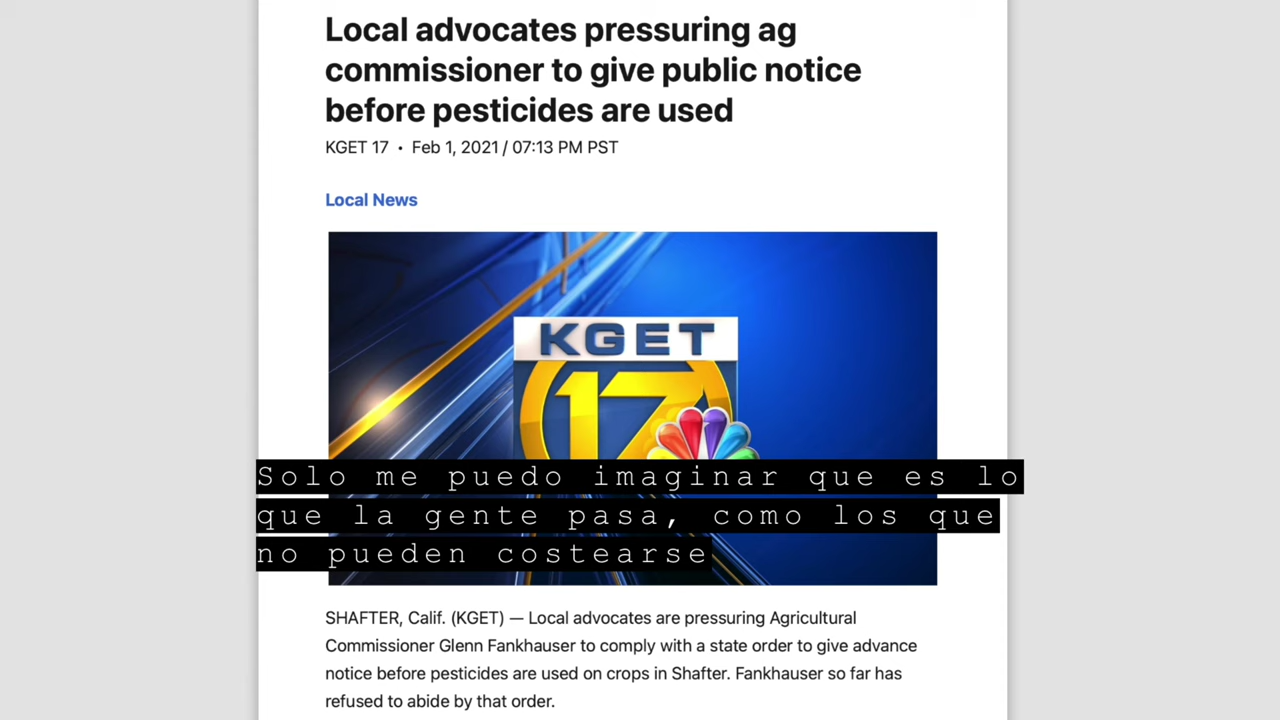 Local advocates pressuring ag
commissioner to give public notice
before pesticides are used
KGET 17 • Feb 1, 2021 / 07:13 PM PST
Local News
KGET
17
Solo me puedo imaginar que es lo
que la gente pasa, como los que
no pueden costearse
SHAFTER, Calif. (KGET) — Local advocates are pressuring Agricultural
Commissioner Glenn Fankhauser to comply with a state order to give advance
notice before pesticides are used on crops in Shafter. Fankhauser so far has
refused to abide by that order.